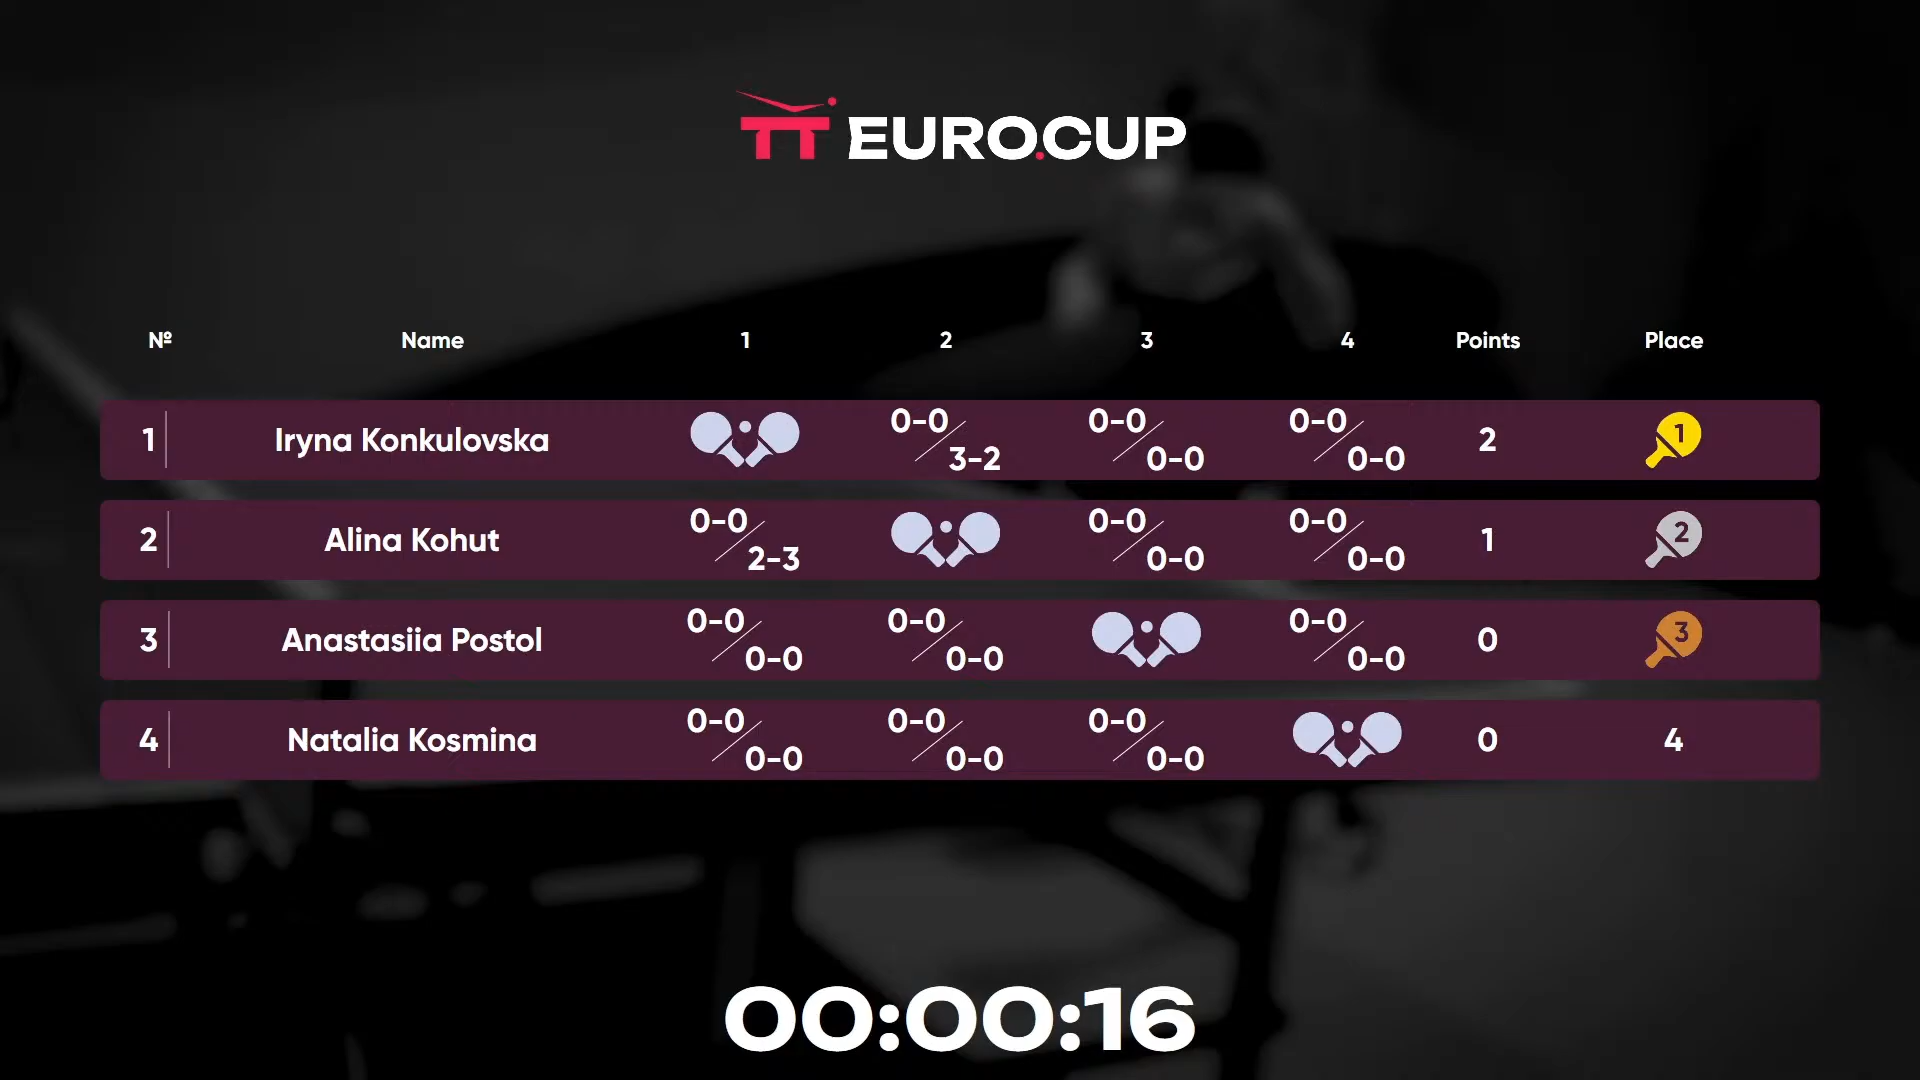 EURO.CUP
№ Name 1 2 3 4 Points Place
1 Iryna Konkulovska 0-0/3-2 0-0/0-0 0-0/0-0 2 1
2 Alina Kohut 0-0/2-3 0-0/0-0 0-0/0-0 1 2
3 Anastasiia Postol 0-0/0-0 0-0/0-0 0-0/0-0 0 3
4 Natalia Kosmina 0-0/0-0 0-0/0-0 0-0/0-0 0 4
00:00:16